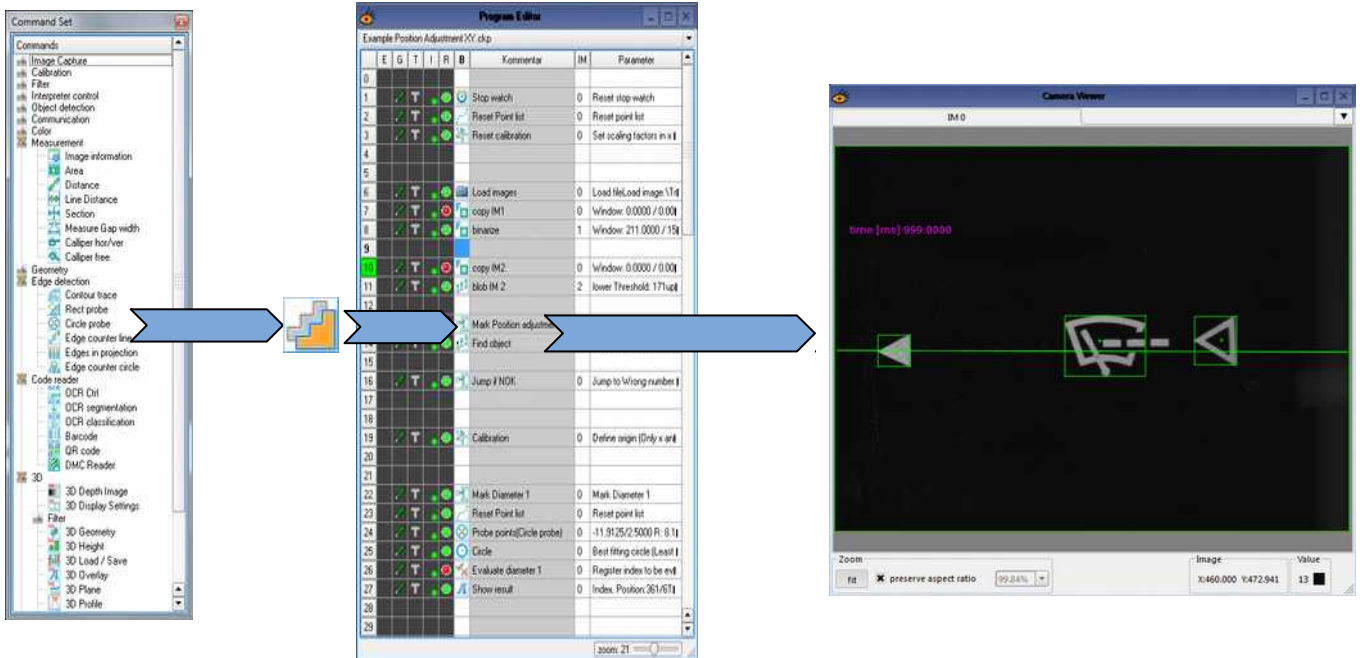 Command Set
Commands
Image Capture
Calibration
Filter
Interpreter control
Object detection
Communication
Color
Measurement
Image information
Area
Distance
Line Distance
Section
Measure Gap width
Calliper hor/ver
Calliper free
Geometry
Edge detection
Contour trace
Rect probe
Circle probe
Edge counter line
Edges in projection
Edge counter circle
Code reader
OCR Ctrl
OCR segmentation
OCR classification
Barcode
QR code
DMC Reader
3D
3D Depth Image
3D Display Settings
Filter
3D Geometry
3D Height
3D Load / Save
3D Overlay
3D Plane
3D Profile
Program Editor
Example Position Adjustment XY.ckp
E G T I R B Kommentar IM Parameter
0
1 T Stop watch 0 Reset stop watch
2 T Reset Point list 0 Reset point list
3 T Reset calibration 0 Set scaling factors in x
4
5
6 T Load images 0 Load fileLoad image
7 T copy IM1 0 Window: 0.0000 / 0.00
8 T binarize 1 Window: 211.0000 / 15
9
10 T copy IM2 0 Window: 0.0000 / 0.00
11 T blob IM 2 2 lower Threshold: 171
12
Mark Position
14 T Find object
15
16 T Jump if NOK 0 Jump to Wrong number
17
18
19 T Calibration 0 Define origin (Only x
20
21
22 T Mark Diameter 1 0 Mark Diameter 1
23 T Reset Point list 0 Reset point list
24 T Probe points(Circle probe) 0 -11.9125/2.5000 R: 8.1
25 T Circle 0 Best fitting circle (Least
26 T Evaluate diameter 1 0 Register index to be
27 T Show result 0 Index. Position:361/6
28
29
zoom: 21
Camera Viewer
IM 0
time [ms] 999.0000
Zoom
fit preserve aspect ratio 99.84%
Image
X:460.000 Y:472.941
Value
13